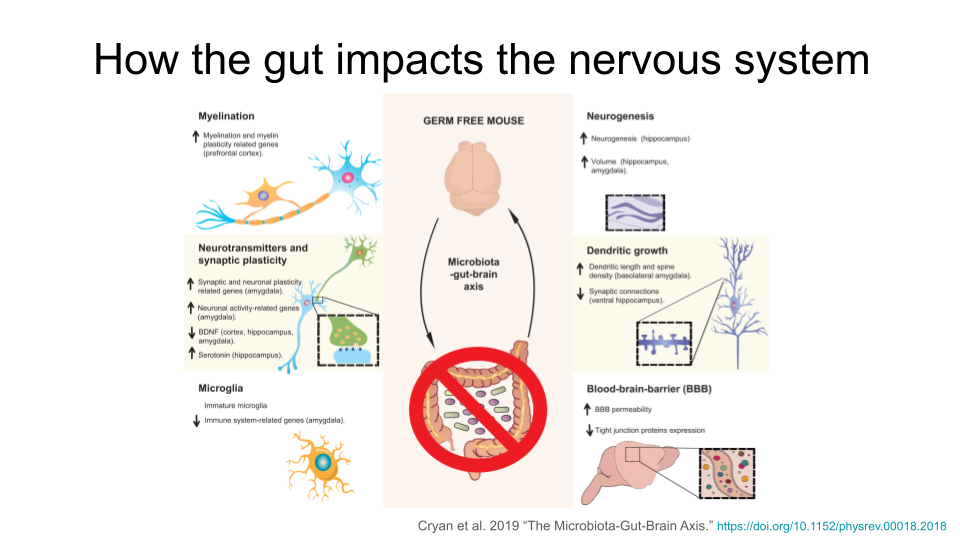 How the gut impacts the nervous system
Myelination
↑ Myelination and myelin
plasticity related genes
(prefrontal cortex).
Neurotransmitters and
synaptic plasticity
↑ Synaptic and neuronal plasticity
related genes (amygdala).
↑ Neuronal activity-related genes
(amygdala).
↓ BDNF (cortex, hippocampus,
amygdala).
↑ Serotonin (hippocampus).
Microglia
Immature microglia
↓ Immune system-related genes (amygdala).
GERM FREE MOUSE
Microbiota
-gut-brain
axis
Neurogenesis
↑ Neurogenesis (hippocampus)
↑ Volume (hippocampus,
amygdala).
Dendritic growth
↑ Dendritic length and spine
density (basolateral amygdala).
↓ Synaptic connections
(ventral hippocampus).
Blood-brain-barrier (BBB)
↑ BBB permeability
↓ Tight junction proteins expression
Cryan et al. 2019 “The Microbiota-Gut-Brain Axis.” https://doi.org/10.1152/physrev.00018.2018